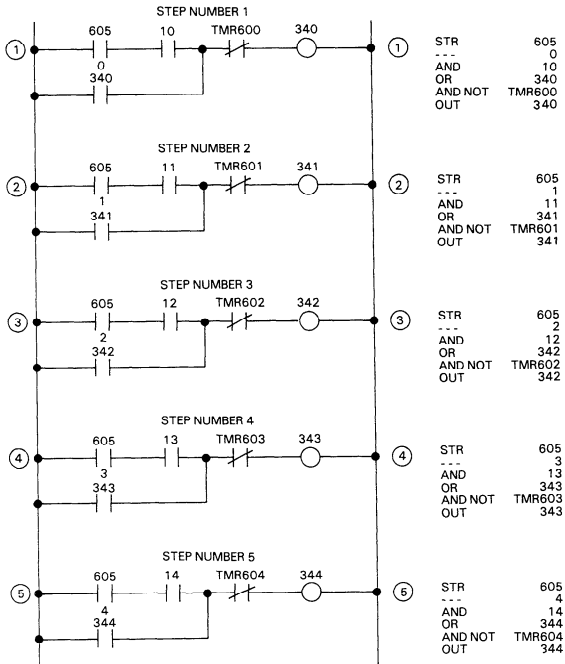 STEP NUMBER 1
605 10 TMR600 340
1
0
340
1
STR 605
--- 0
AND 10
OR 340
AND NOT TMR600
OUT 340
STEP NUMBER 2
605 11 TMR601 341
2
1
341
2
STR 605
--- 1
AND 11
OR 341
AND NOT TMR601
OUT 341
STEP NUMBER 3
605 12 TMR602 342
3
2
342
3
STR 605
--- 2
AND 12
OR 342
AND NOT TMR602
OUT 342
STEP NUMBER 4
605 13 TMR603 343
4
3
343
4
STR 605
--- 3
AND 13
OR 343
AND NOT TMR603
OUT 343
STEP NUMBER 5
605 14 TMR604 344
5
4
344
5
STR 605
--- 4
AND 14
OR 344
AND NOT TMR604
OUT 344